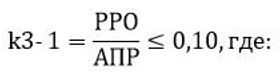 k3- 1 = РРО / АПР ≤ 0,10, где: